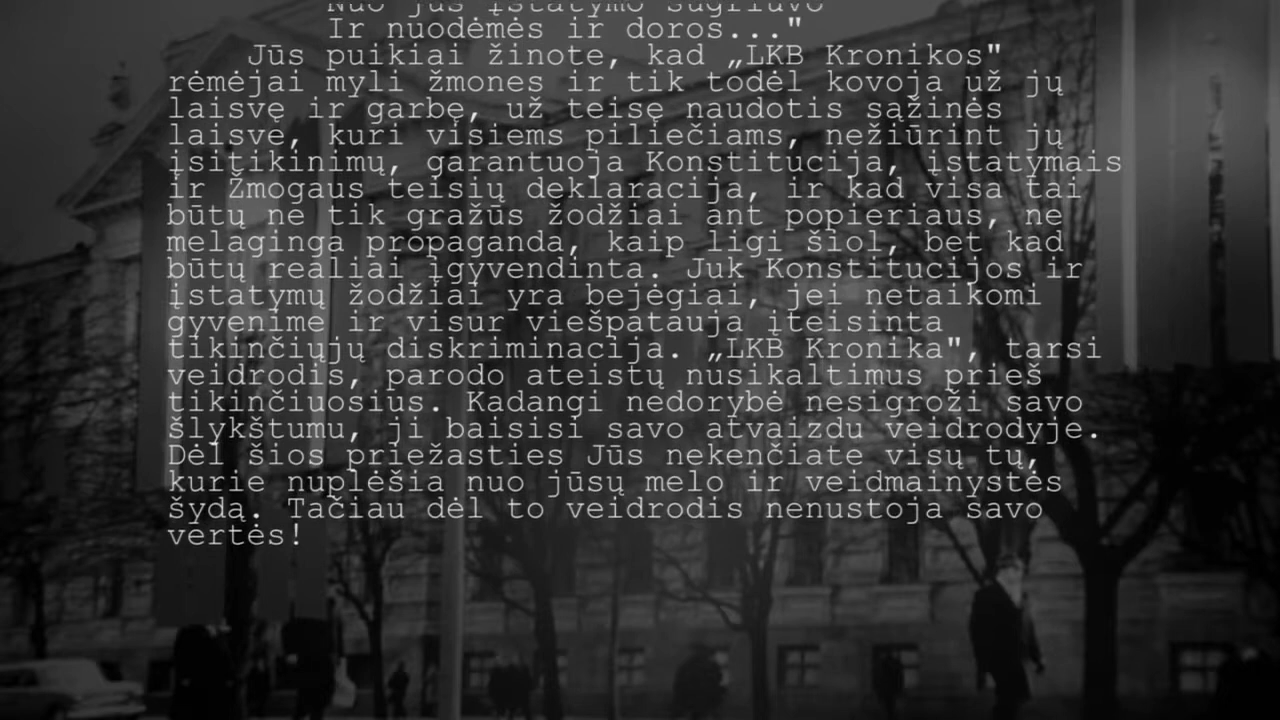 Nuo jūs įstatymo sugriuvo
Ir nuodėmės ir doros..."
Jūs puikiai žinote, kad „LKB Kronikos"
rėmėjai myli žmones ir tik todėl kovoja už jų
laisvę ir garbę, už teisę naudotis sąžinės
laisve, kuri visiems piliečiams, nežiūrint jų
įsitikinimų, garantuoja Konstitucija, įstatymais
ir Žmogaus teisių deklaracija, ir kad visa tai
būtų ne tik gražūs žodžiai ant popieriaus, ne
melaginga propaganda, kaip ligi šiol, bet kad
būtų realiai įgyvendinta. Juk Konstitucijos ir
įstatymų žodžiai yra bejėgiai, jei netaikomi
gyvenime ir visur viešpatauja įteisinta
tikinčiųjų diskriminacija. „LKB Kronika", tarsi
veidrodis, parodo ateistų nusikaltimus prieš
tikinčiuosius. Kadangi nedorybė nesigroži savo
šlykštumu, ji baisisi savo atvaizdu veidrodyje.
Dėl šios priežasties Jūs nekenčiate visų tų,
kurie nuplėšia nuo jūsų melo ir veidmainystės
šydą. Tačiau dėl to veidrodis nenustoja savo
vertės!